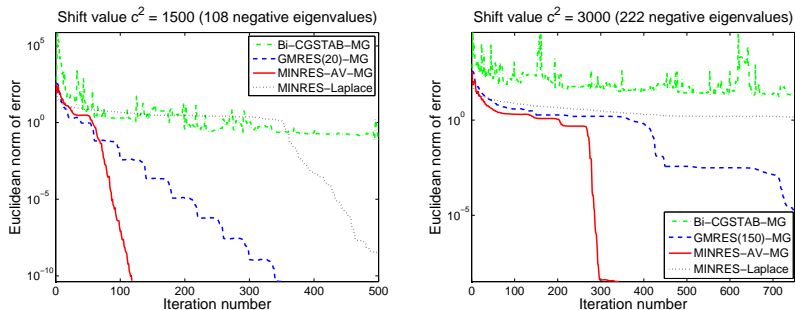 Shift value c² = 1500 (108 negative eigenvalues)
Euclidean norm of error
10⁵
10⁰
10⁻⁵
10⁻¹⁰
0
100
200
300
400
500
Iteration number
Bi−CGSTAB−MG
GMRES(20)−MG
MINRES−AV−MG
MINRES−Laplace
Shift value c² = 3000 (222 negative eigenvalues)
Euclidean norm of error
10⁰
10⁻⁵
0
100
200
300
400
500
600
700
Iteration number
Bi−CGSTAB−MG
GMRES(150)−MG
MINRES−AV−MG
MINRES−Laplace